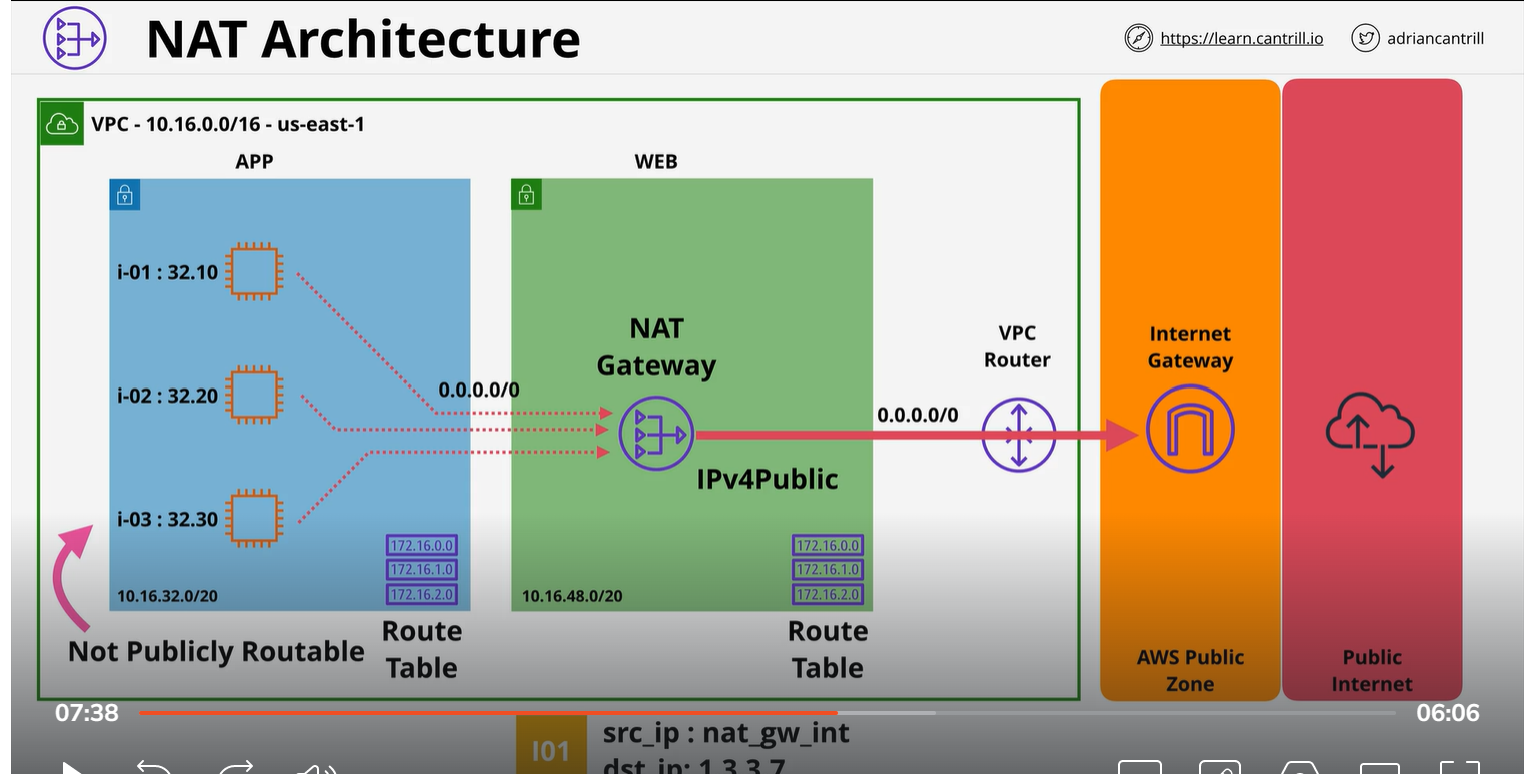 NAT Architecture
https://learn.cantrill.io
adriancantrill
VPC - 10.16.0.0/16 - us-east-1
APP
WEB
i-01 : 32.10
i-02 : 32.20
i-03 : 32.30
0.0.0.0/0
NAT
Gateway
IPv4Public
0.0.0.0/0
VPC
Router
Internet
Gateway
172.16.0.0
172.16.1.0
172.16.2.0
10.16.32.0/20
172.16.0.0
172.16.1.0
172.16.2.0
10.16.48.0/20
Not Publicly Routable
Route
Table
Route
Table
AWS Public
Zone
Public
Internet
07:38
06:06
I01
src_ip : nat_gw_int
dst_ip: 1.3.3.7